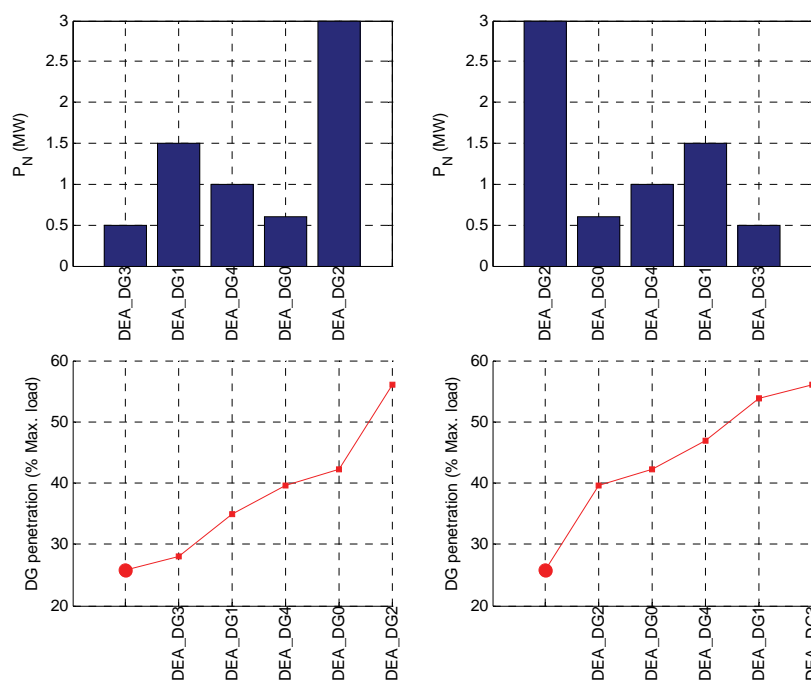 3
2.5
2
1.5
1
0.5
0
P_N (MW)
DEA_DG3
DEA_DG1
DEA_DG4
DEA_DG0
DEA_DG2
3
2.5
2
1.5
1
0.5
0
P_N (MW)
DEA_DG2
DEA_DG0
DEA_DG4
DEA_DG1
DEA_DG3
60
50
40
30
20
DG penetration (% Max. load)
DEA_DG3
DEA_DG1
DEA_DG4
DEA_DG0
DEA_DG2
60
50
40
30
20
DG penetration (% Max. load)
DEA_DG2
DEA_DG0
DEA_DG4
DEA_DG1
DEA_DG3